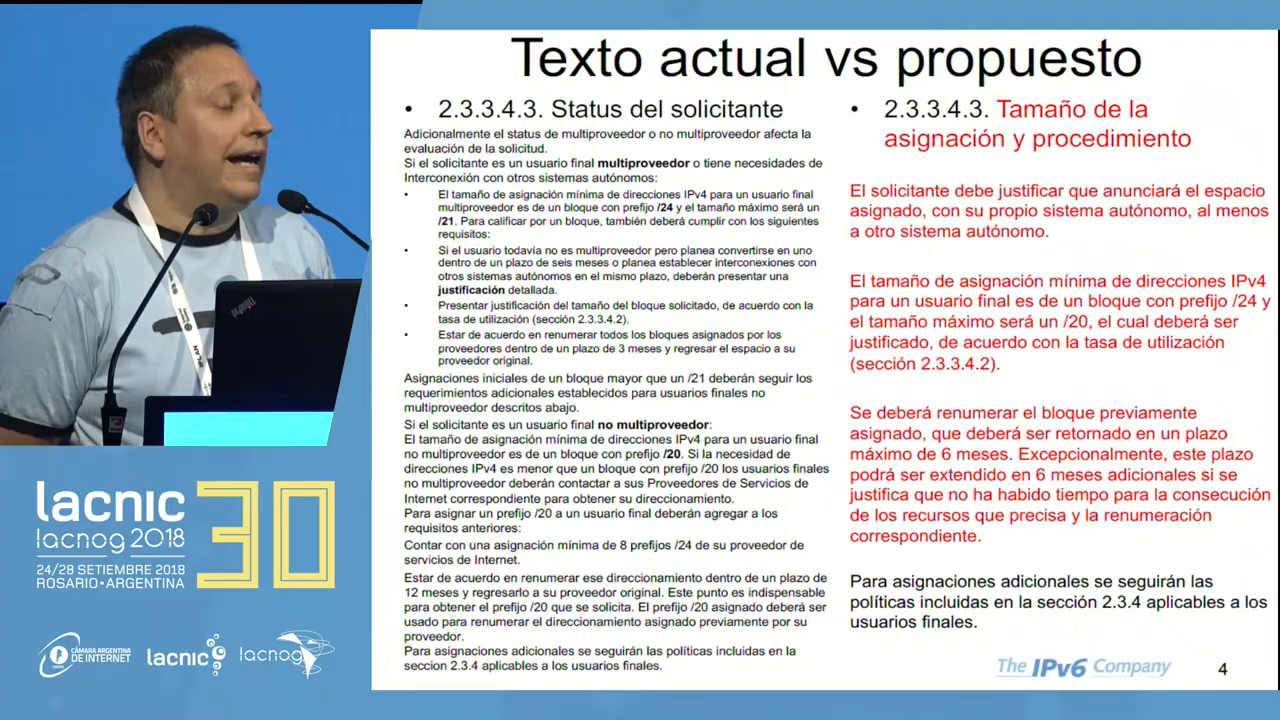 Texto actual vs propuesto
• 2.3.3.4.3. Status del solicitante
Adicionalmente el status de multiproveedor o no multiproveedor afecta la
evaluación de la solicitud.
Si el solicitante es un usuario final multiproveedor o tiene necesidades de
Interconexión con otros sistemas autónomos:
• El tamaño de asignación mínima de direcciones IPv4 para un usuario final
multiproveedor es de un bloque con prefijo /24 y el tamaño máximo será un
/21. Para calificar por un bloque, también deberá cumplir con los siguientes
requisitos:
• Si el usuario todavía no es multiproveedor pero planea convertirse en uno
dentro de un plazo de seis meses o planea establecer interconexiones con
otros sistemas autónomos en el mismo plazo, deberán presentar una
justificación detallada.
• Presentar justificación del tamaño del bloque solicitado, de acuerdo con la
tasa de utilización (sección 2.3.3.4.2).
• Estar de acuerdo en renumerar todos los bloques asignados por los
proveedores dentro de un plazo de 3 meses y regresar el espacio a su
proveedor original.
Asignaciones iniciales de un bloque mayor que un /21 deberán seguir los
requerimientos adicionales establecidos para usuarios finales no
multiproveedor descritos abajo.
Si el solicitante es un usuario final no multiproveedor:
El tamaño de asignación mínima de direcciones IPv4 para un usuario final
no multiproveedor es de un bloque con prefijo /20. Si la necesidad de
direcciones IPv4 es menor que un bloque con prefijo /20 los usuarios finales
no multiproveedor deberán contactar a sus Proveedores de Servicios de
Internet correspondiente para obtener su direccionamiento.
Para asignar un prefijo /20 a un usuario final deberán agregar a los
requisitos anteriores:
Contar con una asignación mínima de 8 prefijos /24 de su proveedor de
servicios de Internet.
Estar de acuerdo en renumerar ese direccionamiento dentro de un plazo de
12 meses y regresarlo a su proveedor original. Este punto es indispensable
para obtener el prefijo /20 que se solicita. El prefijo /20 asignado deberá ser
usado para renumerar el direccionamiento asignado previamente por su
proveedor.
Para asignaciones adicionales se seguirán las políticas incluidas en la
seccion 2.3.4 aplicables a los usuarios finales.
• 2.3.3.4.3. Tamaño de la
asignación y procedimiento
El solicitante debe justificar que anunciará el espacio
asignado, con su propio sistema autónomo, al menos
a otro sistema autónomo.
El tamaño de asignación mínima de direcciones IPv4
para un usuario final es de un bloque con prefijo /24 y
el tamaño máximo será un /20, el cual deberá ser
justificado, de acuerdo con la tasa de utilización
(sección 2.3.3.4.2).
Se deberá renumerar el bloque previamente
asignado, que deberá ser retornado en un plazo
máximo de 6 meses. Excepcionalmente, este plazo
podrá ser extendido en 6 meses adicionales si se
justifica que no ha habido tiempo para la consecución
de los recursos que precisa y la renumeración
correspondiente.
Para asignaciones adicionales se seguirán las
políticas incluidas en la sección 2.3.4 aplicables a los
usuarios finales.
The IPv6 Company
4
ThinkPad
lacnic 30
lacnog 2018
24/28 SETIEMBRE 2018
ROSARIO • ARGENTINA
CÁMARA ARGENTINA
DE INTERNET
lacnic
lacnog